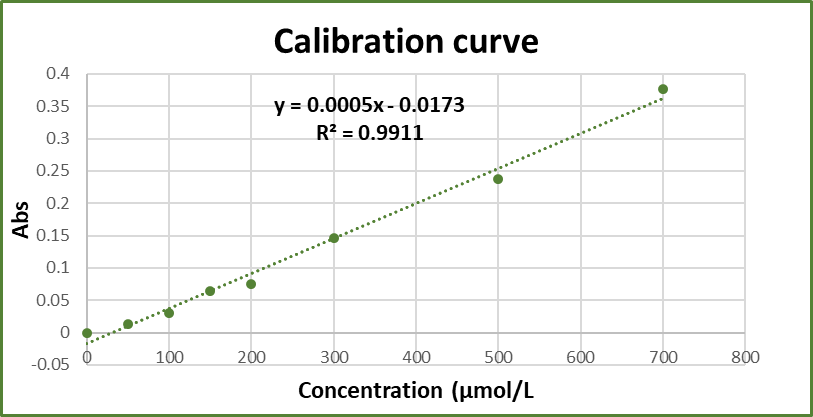 Calibration curve
y = 0.0005x - 0.0173
R² = 0.9911
0.4
0.35
0.3
0.25
0.2
0.15
0.1
0.05
0
-0.05
Abs
0 100 200 300 400 500 600 700 800
Concentration (µmol/L